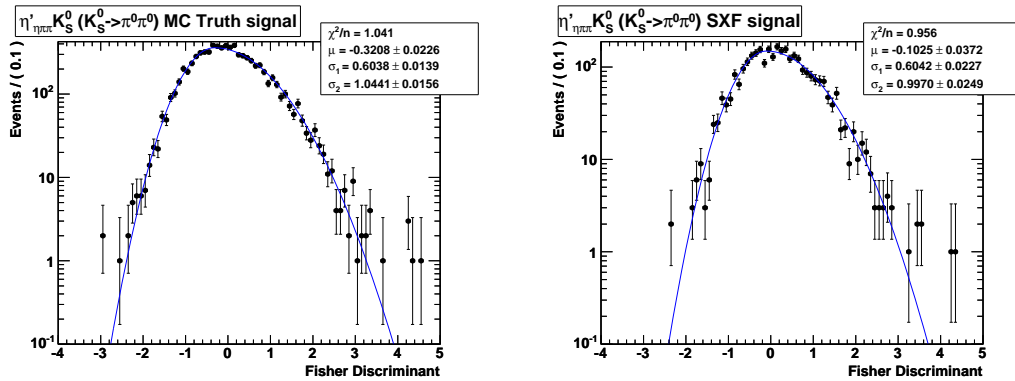 η'ηππK⁰S (K⁰S->π⁰π⁰) MC Truth signal
χ²/n = 1.041
μ = -0.3208 ± 0.0226
σ₁ = 0.6038 ± 0.0139
σ₂ = 1.0441 ± 0.0156
Events / ( 0.1 )
10²
10
1
10⁻¹
-4 -3 -2 -1 0 1 2 3 4 5
Fisher Discriminant
η'ηππK⁰S (K⁰S->π⁰π⁰) SXF signal
χ²/n = 0.956
μ = -0.1025 ± 0.0372
σ₁ = 0.6042 ± 0.0227
σ₂ = 0.9970 ± 0.0249
Events / ( 0.1 )
10²
10
1
10⁻¹
-4 -3 -2 -1 0 1 2 3 4 5
Fisher Discriminant